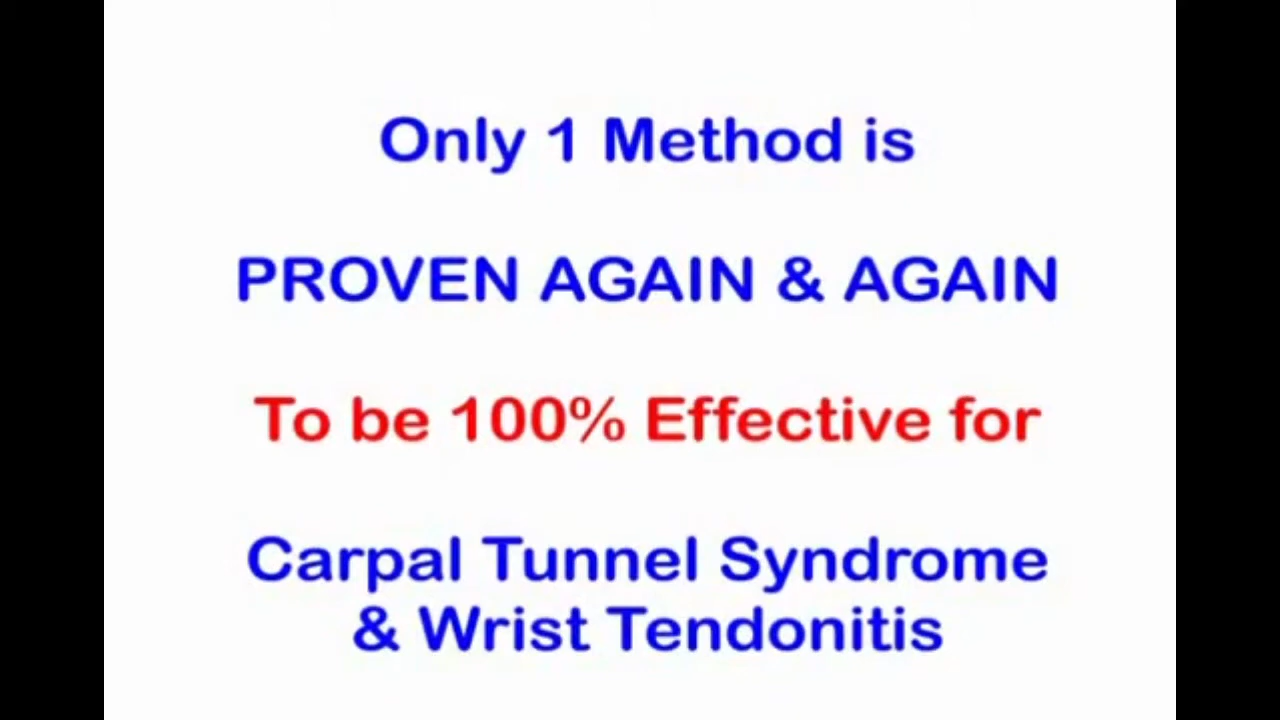 Only 1 Method is
PROVEN AGAIN & AGAIN
To be 100% Effective for
Carpal Tunnel Syndrome
& Wrist Tendonitis